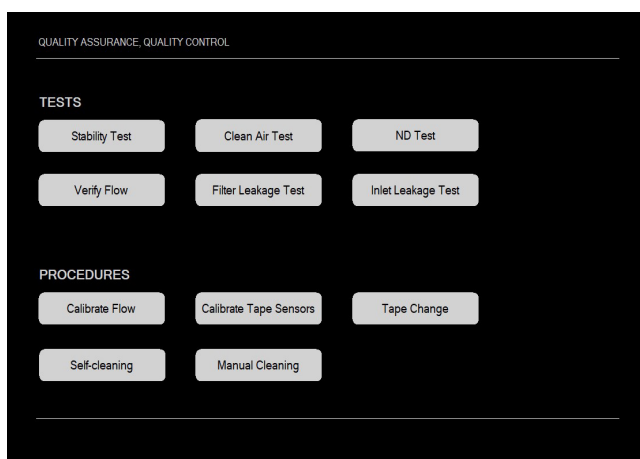 QUALITY ASSURANCE, QUALITY CONTROL
TESTS
Stability Test
Clean Air Test
ND Test
Verify Flow
Filter Leakage Test
Inlet Leakage Test
PROCEDURES
Calibrate Flow
Calibrate Tape Sensors
Tape Change
Self-cleaning
Manual Cleaning